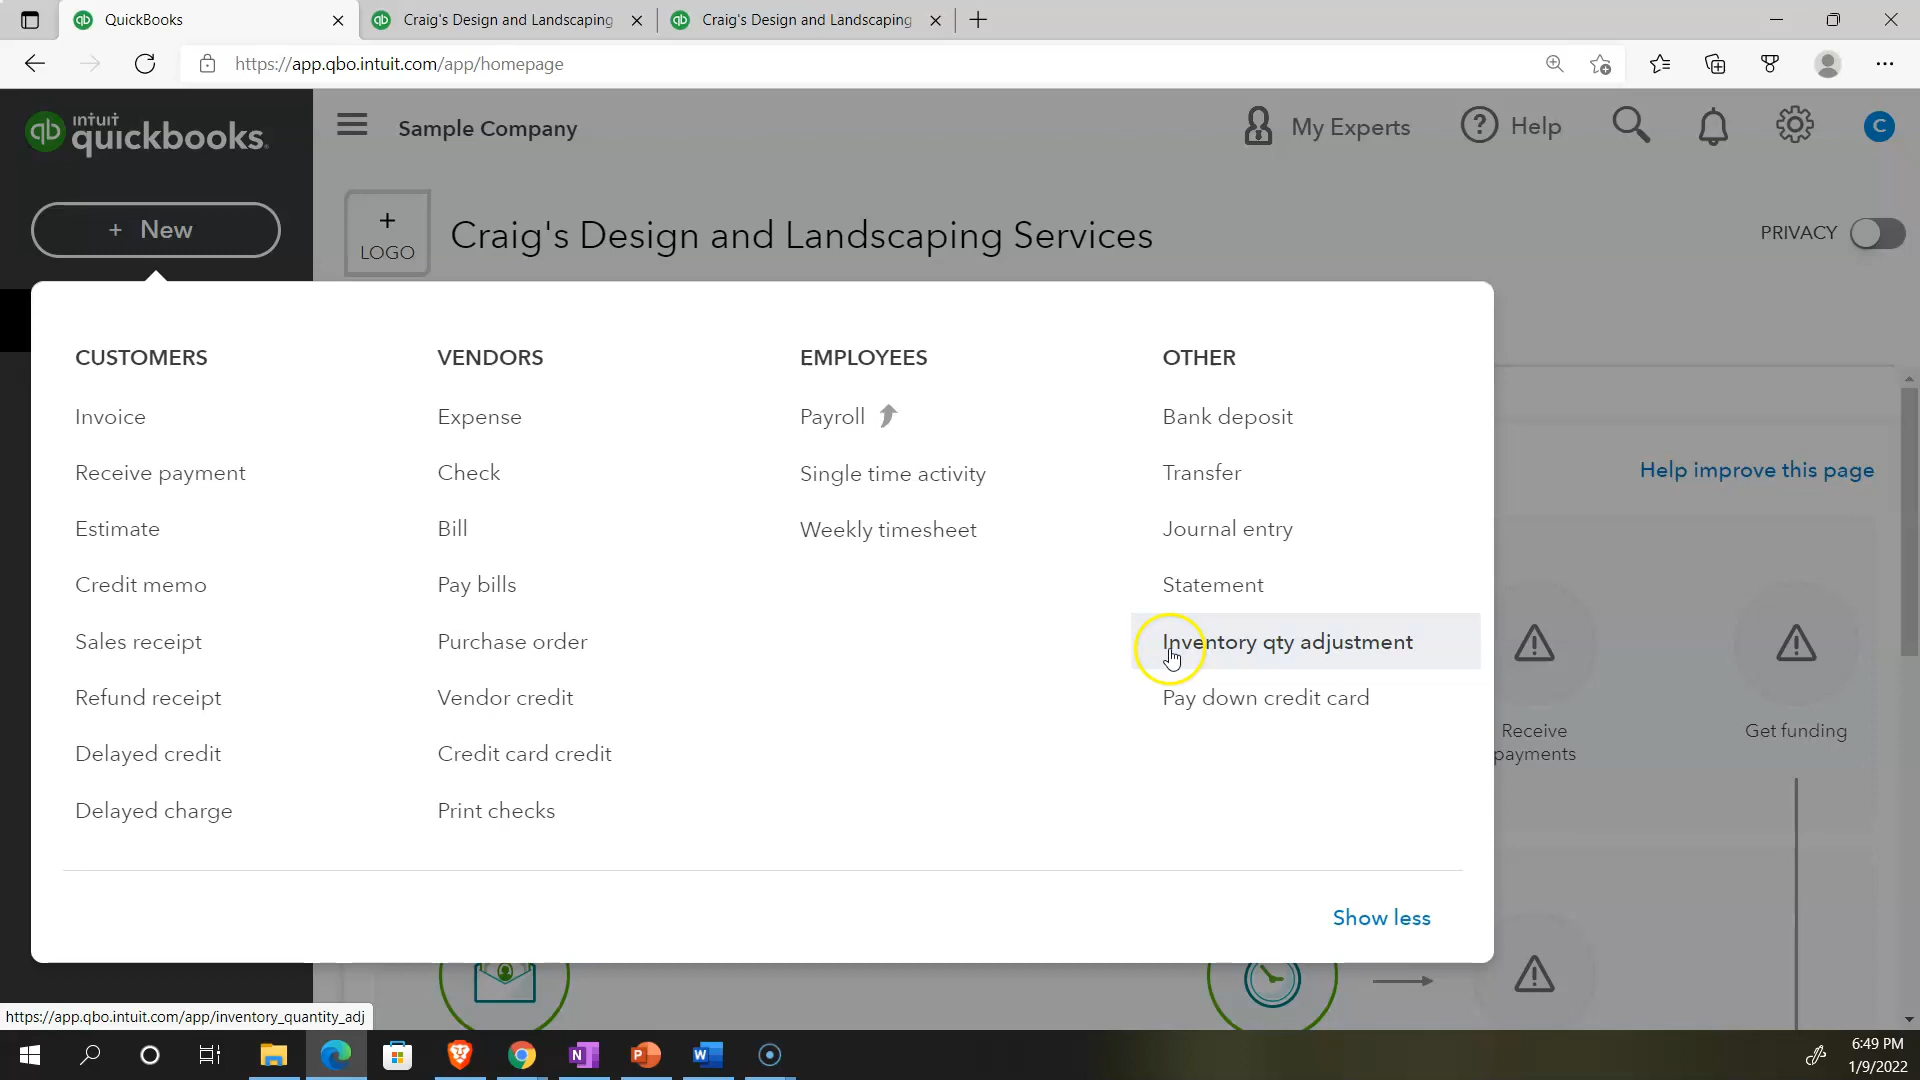 QuickBooks
Craig's Design and Landscaping
Craig's Design and Landscaping
https://app.qbo.intuit.com/app/homepage
intuit
quickbooks.
Sample Company
My Experts
Help
C
+ New
+
LOGO
Craig's Design and Landscaping Services
PRIVACY
CUSTOMERS
Invoice
Receive payment
Estimate
Credit memo
Sales receipt
Refund receipt
Delayed credit
Delayed charge
VENDORS
Expense
Check
Bill
Pay bills
Purchase order
Vendor credit
Credit card credit
Print checks
EMPLOYEES
Payroll
Single time activity
Weekly timesheet
OTHER
Bank deposit
Transfer
Journal entry
Statement
Inventory qty adjustment
Pay down credit card
Show less
Help improve this page
Receive
payments
Get funding
https://app.qbo.intuit.com/app/inventory_quantity_adj
6:49 PM
1/9/2022